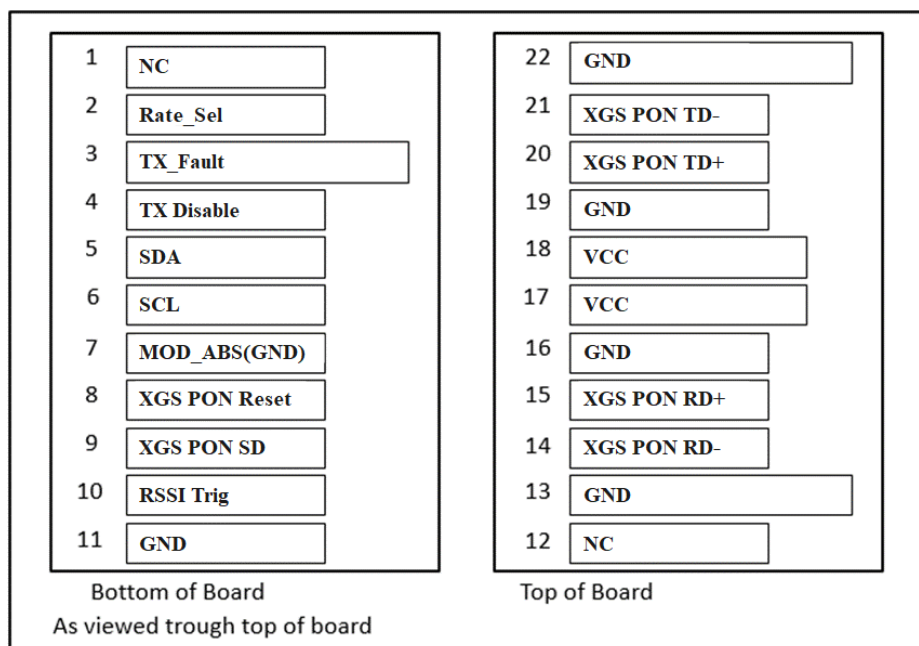 1 NC
2 Rate_Sel
3 TX_Fault
4 TX Disable
5 SDA
6 SCL
7 MOD_ABS(GND)
8 XGS PON Reset
9 XGS PON SD
10 RSSI Trig
11 GND
Bottom of Board
As viewed trough top of board
22 GND
21 XGS PON TD-
20 XGS PON TD+
19 GND
18 VCC
17 VCC
16 GND
15 XGS PON RD+
14 XGS PON RD-
13 GND
12 NC
Top of Board